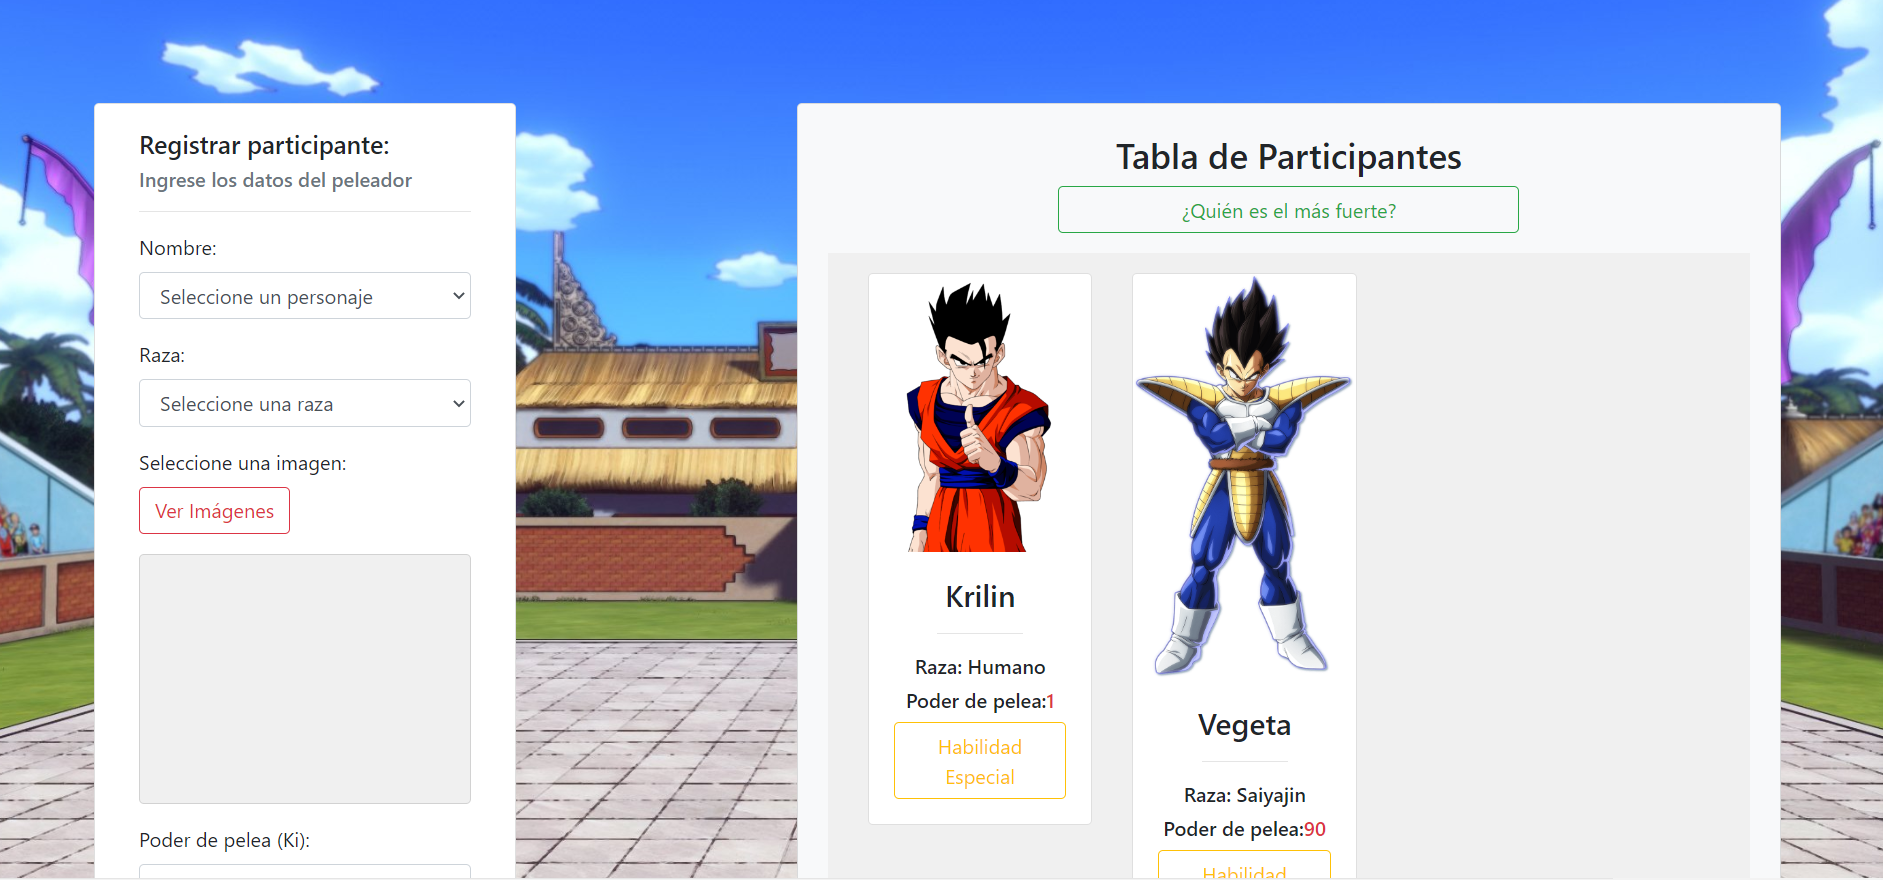 Registrar participante:
Ingrese los datos del peleador
Nombre:
Seleccione un personaje
Raza:
Seleccione una raza
Seleccione una imagen:
Ver Imágenes
Poder de pelea (Ki):
Tabla de Participantes
¿Quién es el más fuerte?
Krilin
Raza: Humano
Poder de pelea:1
Habilidad
Especial
Vegeta
Raza: Saiyajin
Poder de pelea:90
Habilidad